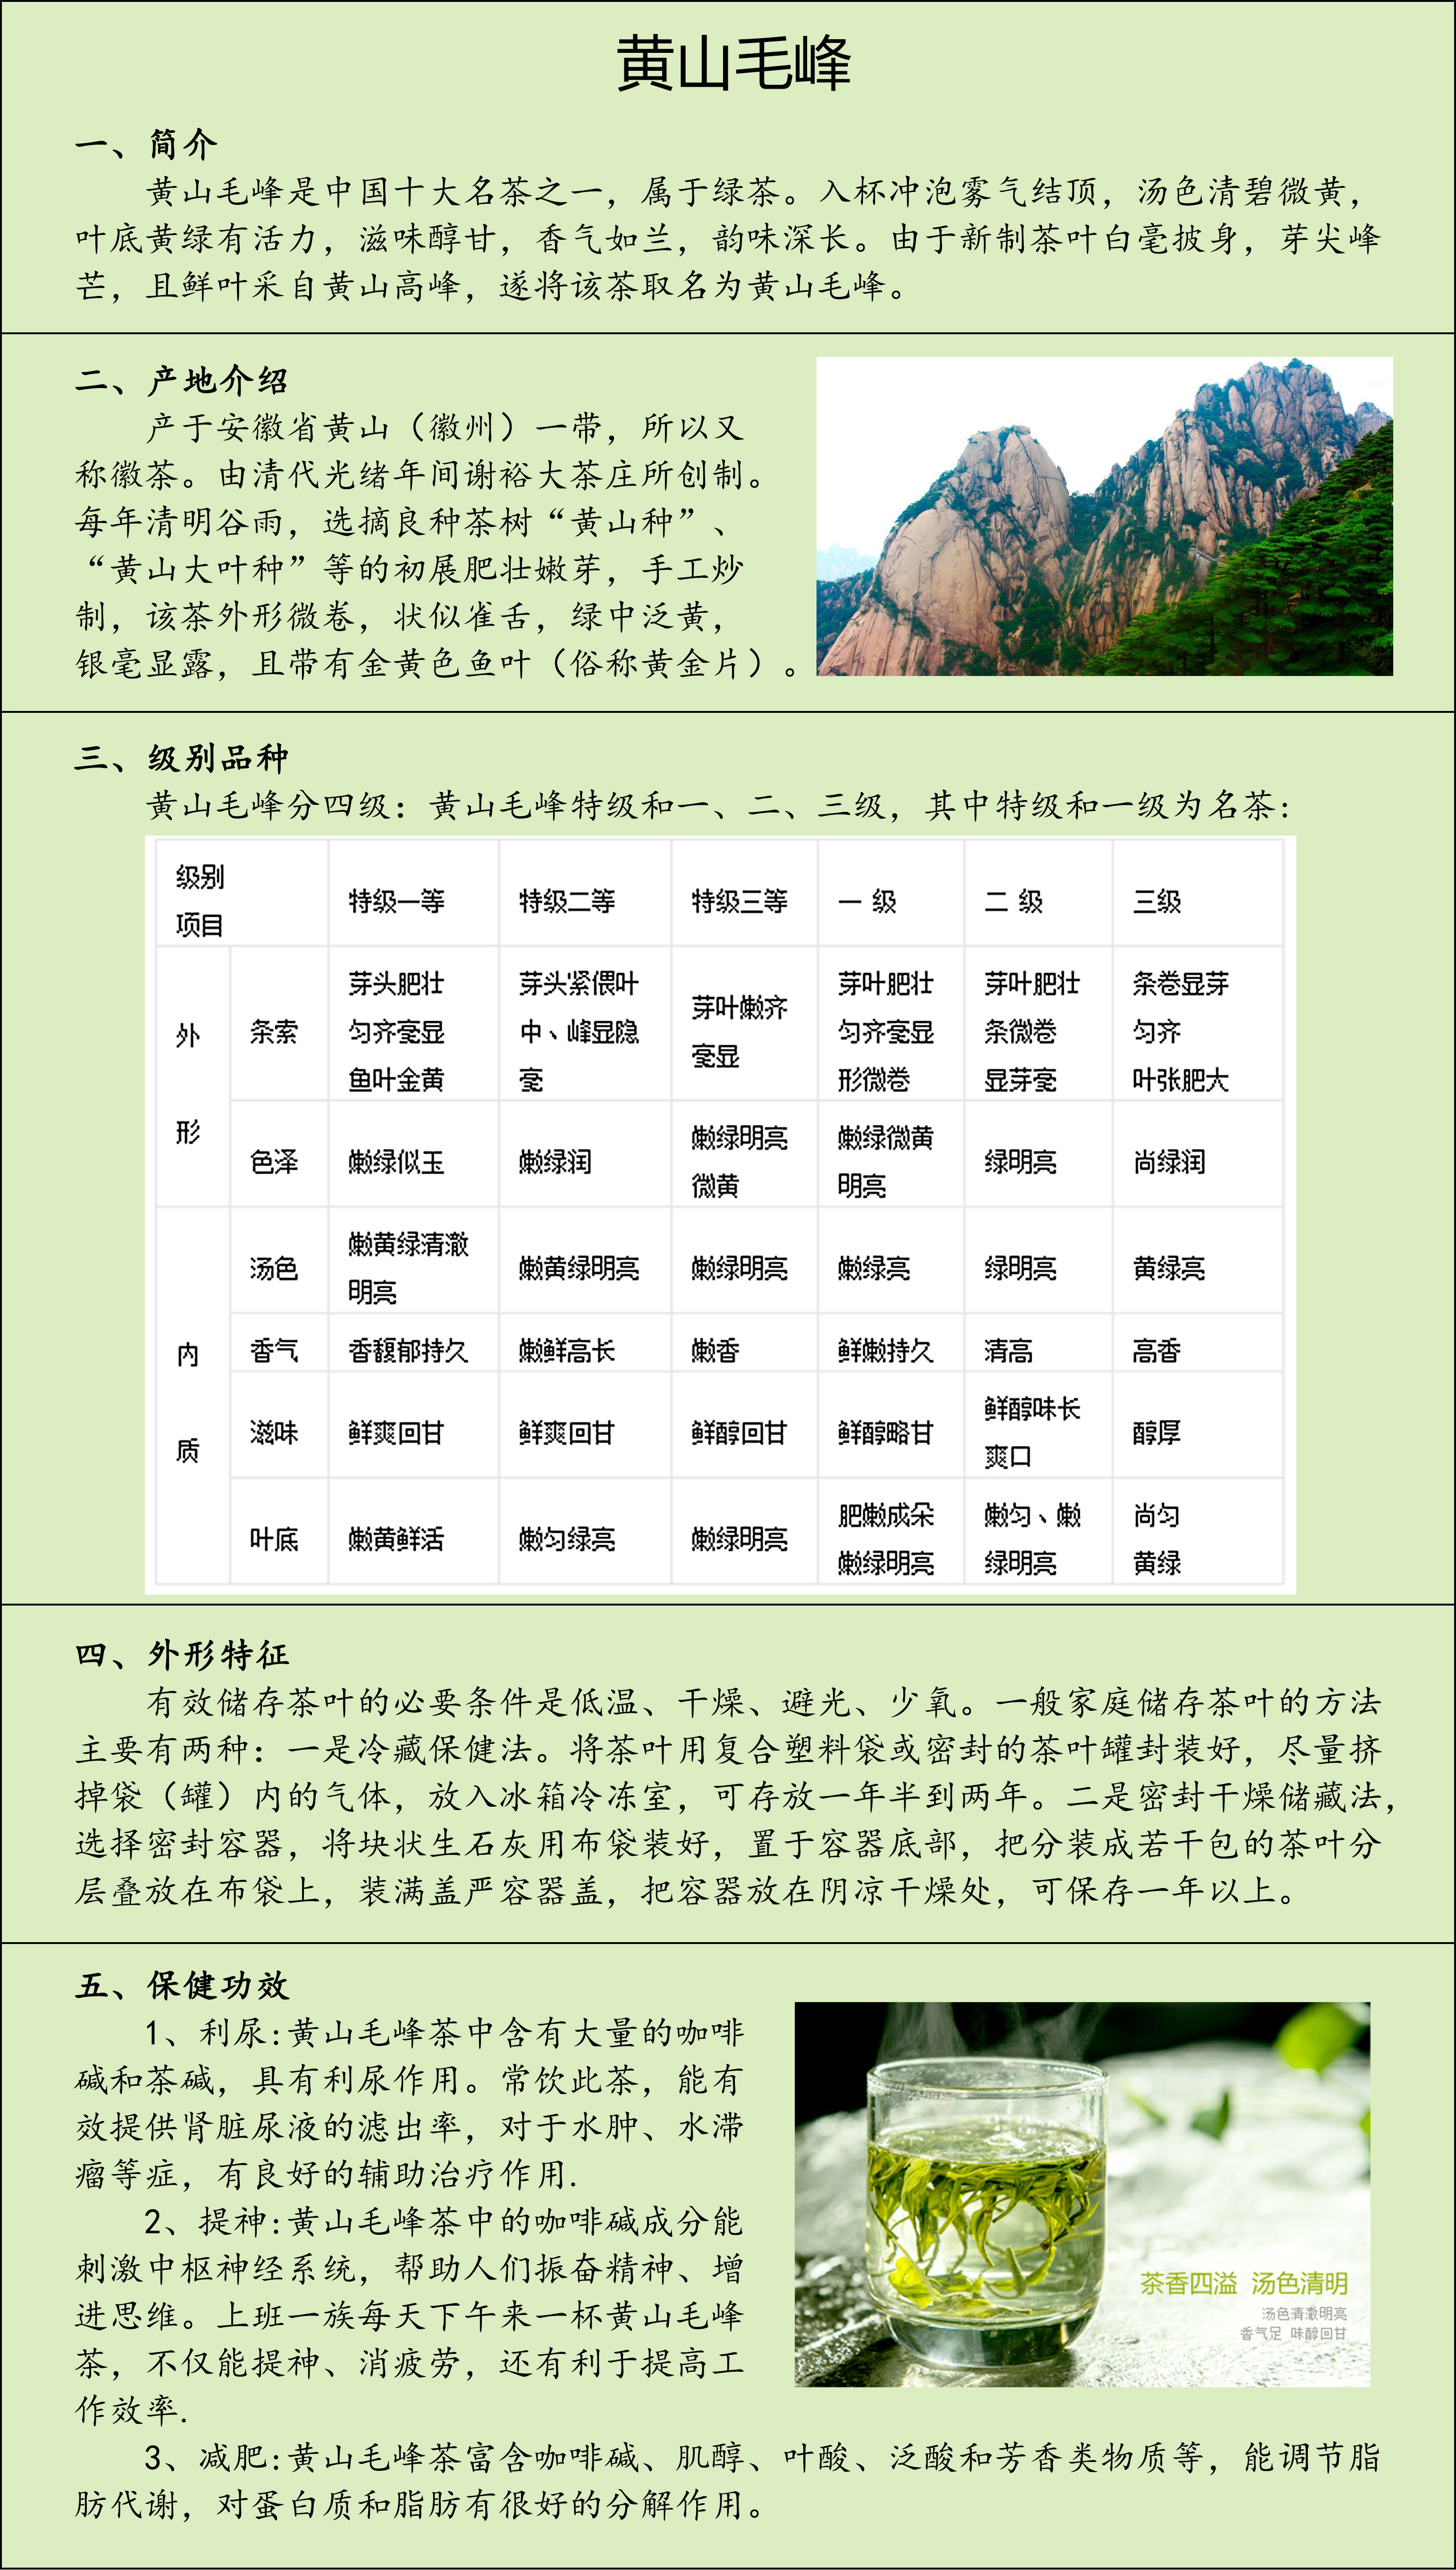 黄山毛峰
一、简介
黄山毛峰是中国十大名茶之一，属于绿茶。入杯冲泡雾气结顶，汤色清碧微黄，
叶底黄绿有活力，滋味醇甘，香气如兰，韵味深长。由于新制茶叶白毫披身，芽尖峰
芒，且鲜叶采自黄山高峰，遂将该茶取名为黄山毛峰。
二、产地介绍
产于安徽省黄山（徽州）一带，所以又
称徽茶。由清代光绪年间谢裕大茶庄所创制。
每年清明谷雨，选摘良种茶树“黄山种”、
“黄山大叶种”等的初展肥壮嫩芽，手工炒
制，该茶外形微卷，状似雀舌，绿中泛黄，
银毫显露，且带有金黄色鱼叶（俗称黄金片）。
三、级别品种
黄山毛峰分四级：黄山毛峰特级和一、二、三级，其中特级和一级为名茶：
级别
项目
特级一等 特级二等 特级三等 一 级 二 级 三级
外
形
条索
芽头肥壮
匀齐毫显
鱼叶金黄
芽头紧偎叶
中、峰显隐
毫
芽叶嫩齐
毫显
芽叶肥壮
匀齐毫显
形微卷
芽叶肥壮
条微卷
显芽毫
条卷显芽
匀齐
叶张肥大
色泽
嫩绿似玉
嫩绿润
嫩绿明亮
微黄
嫩绿微黄
明亮
绿明亮
尚绿润
内
质
汤色
嫩黄绿清澈
明亮
嫩黄绿明亮
嫩绿明亮
嫩绿亮
绿明亮
黄绿亮
香气 香馥郁持久 嫩鲜高长 嫩香 鲜嫩持久 清高 高香
滋味
鲜爽回甘
鲜爽回甘
鲜醇回甘
鲜醇略甘
鲜醇味长
爽口
醇厚
叶底
嫩黄鲜活
嫩匀绿亮
嫩绿明亮
肥嫩成朵
嫩绿明亮
嫩匀、嫩
绿明亮
尚匀
黄绿
四、外形特征
有效储存茶叶的必要条件是低温、干燥、避光、少氧。一般家庭储存茶叶的方法
主要有两种：一是冷藏保健法。将茶叶用复合塑料袋或密封的茶叶罐封装好，尽量挤
掉袋（罐）内的气体，放入冰箱冷冻室，可存放一年半到两年。二是密封干燥储藏法，
选择密封容器，将块状生石灰用布袋装好，置于容器底部，把分装成若干包的茶叶分
层叠放在布袋上，装满盖严容器盖，把容器放在阴凉干燥处，可保存一年以上。
五、保健功效
1、利尿:黄山毛峰茶中含有大量的咖啡
碱和茶碱，具有利尿作用。常饮此茶，能有
效提供肾脏尿液的滤出率，对于水肿、水滞
瘤等症，有良好的辅助治疗作用.
2、提神:黄山毛峰茶中的咖啡碱成分能
刺激中枢神经系统，帮助人们振奋精神、增
进思维。上班一族每天下午来一杯黄山毛峰
茶，不仅能提神、消疲劳，还有利于提高工
作效率.
茶香四溢 汤色清明
汤色清澈明亮
香气足 味醇回甘
3、减肥:黄山毛峰茶富含咖啡碱、肌醇、叶酸、泛酸和芳香类物质等，能调节脂
肪代谢，对蛋白质和脂肪有很好的分解作用。